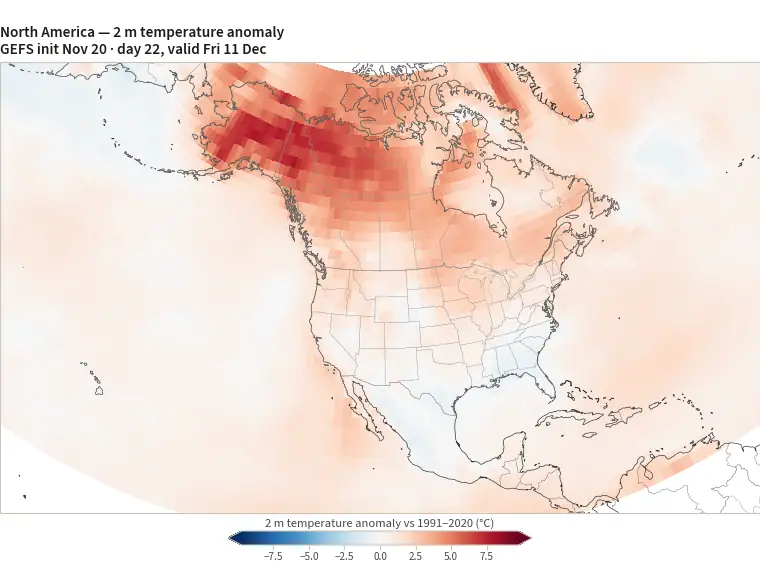 North America — 2 m temperature anomaly
GEFS init Nov 20 · day 22, valid Fri 11 Dec
2 m temperature anomaly vs 1991–2020 (°C)
−7.5 −5.0 −2.5 0.0 2.5 5.0 7.5